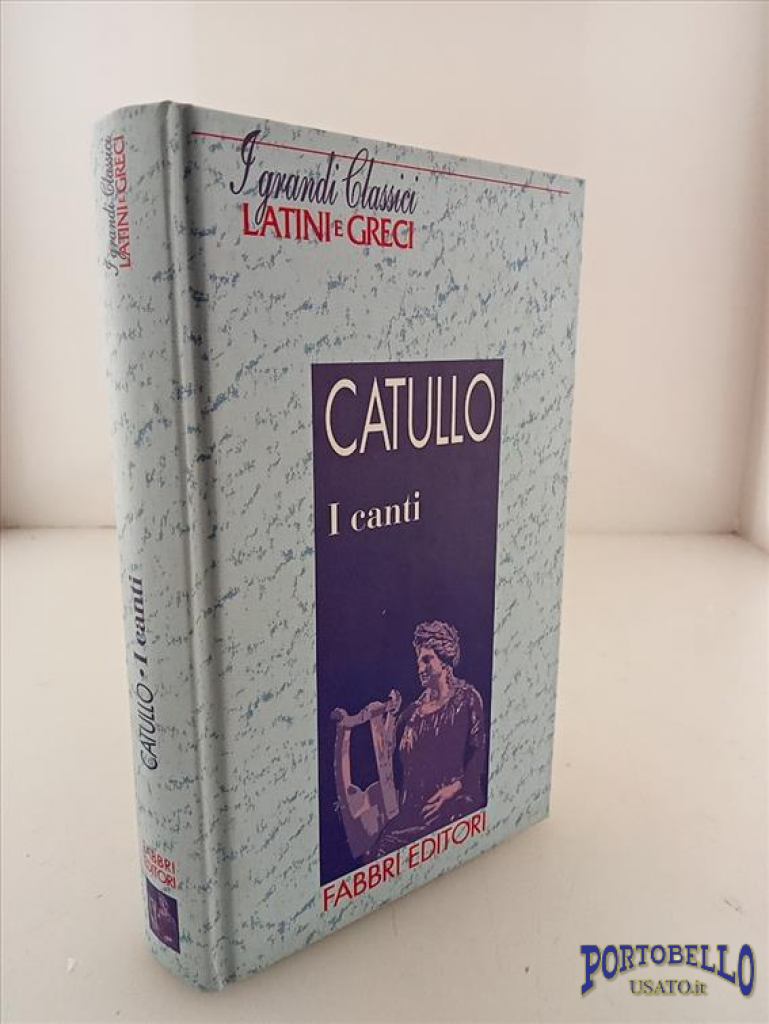 I grandi Classici
LATINI E GRECI
CATULLO
I canti
FABBRI EDITORI
I grandi Classici
LATINI E GRECI
CATULLO - I canti
FABBRI
EDITORI
PORTOBELLO
USATO.it